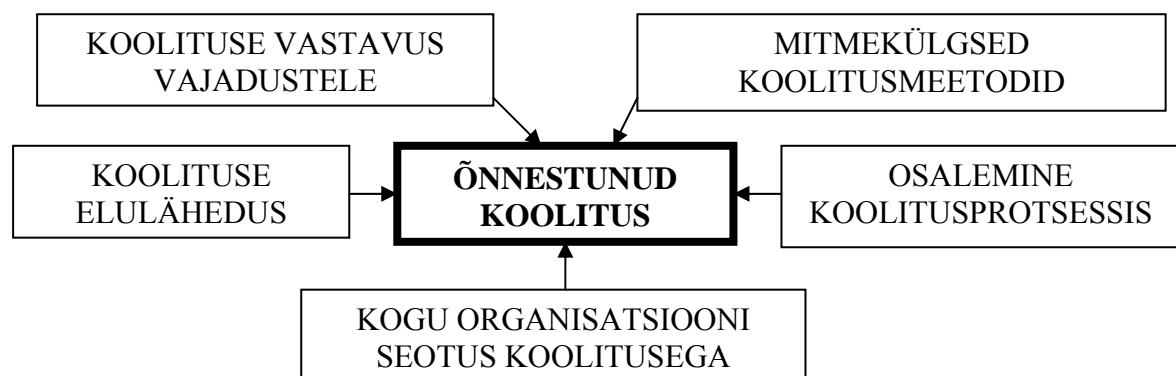 KOOLITUSE VASTAVUS
VAJADUSTELE
MITMEKÜLGSED
KOOLITUSMEETODID
KOOLITUSE
ELULÄHEDUS
ÕNNESTUNUD
KOOLITUS
OSALEMINE
KOOLITUSPROTSESSIS
KOGU ORGANISATSIOONI
SEOTUS KOOLITUSEGA